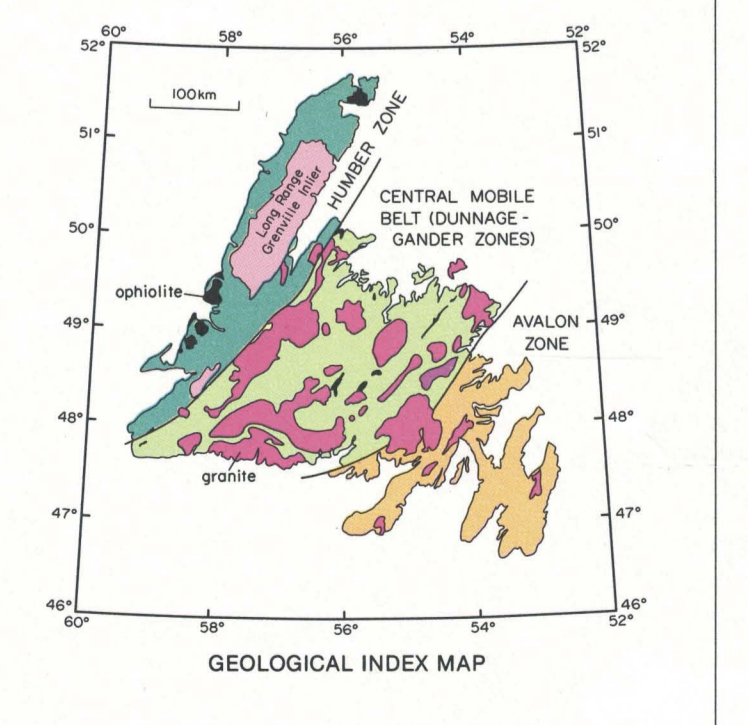 60°
58°
56°
54°
52°
52°
52°
100km
51°
51°
HUMBER ZONE
Long Range
Grenville Inlier
CENTRAL MOBILE
BELT (DUNNAGE -
GANDER ZONES)
50°
50°
ophiolite
49°
49°
AVALON
ZONE
48°
48°
granite
47°
47°
46°
46°
60°
58°
56°
54°
52°
GEOLOGICAL INDEX MAP